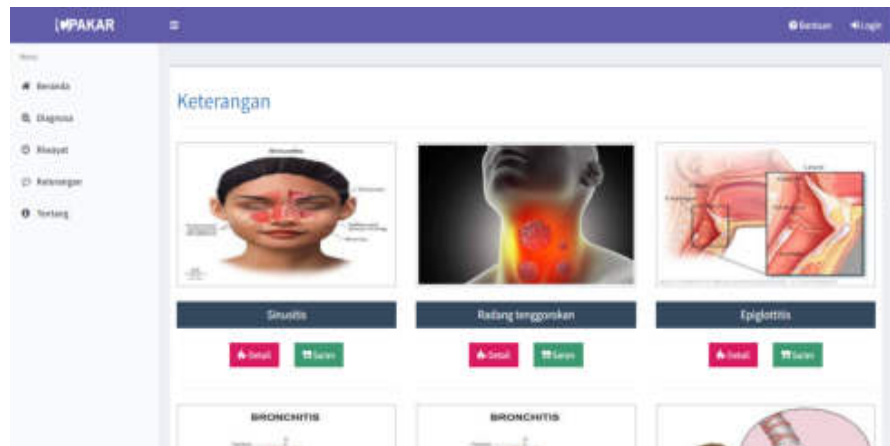 PAKAR
Bantuan
Login
Menu
Beranda
Diagnosa
Riwayat
Keterangan
Tentang
Keterangan
Sinusitis
Radang tenggorokan
Epiglottitis
Detail
Saran
Detail
Saran
Detail
Saran
BRONCHITIS
BRONCHITIS